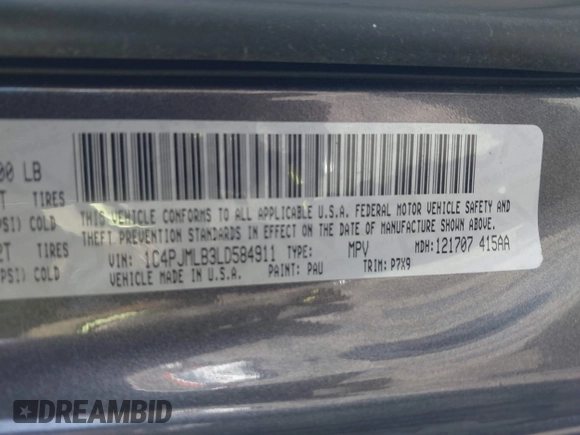 00 LB
T TIRES
PSI) COLD
2T TIRES
PSI) COLD
THIS VEHICLE CONFORMS TO ALL APPLICABLE U.S.A. FEDERAL MOTOR VEHICLE SAFETY AND
THEFT PREVENTION STANDARDS IN EFFECT ON THE DATE OF MANUFACTURE SHOWN ABOVE.
VIN: 1C4PJMLB3LD584911 TYPE: MPV MDH: 121707 415AA
VEHICLE MADE IN U.S.A. PAINT: PAU TRIM: P7X9
DREAMBID